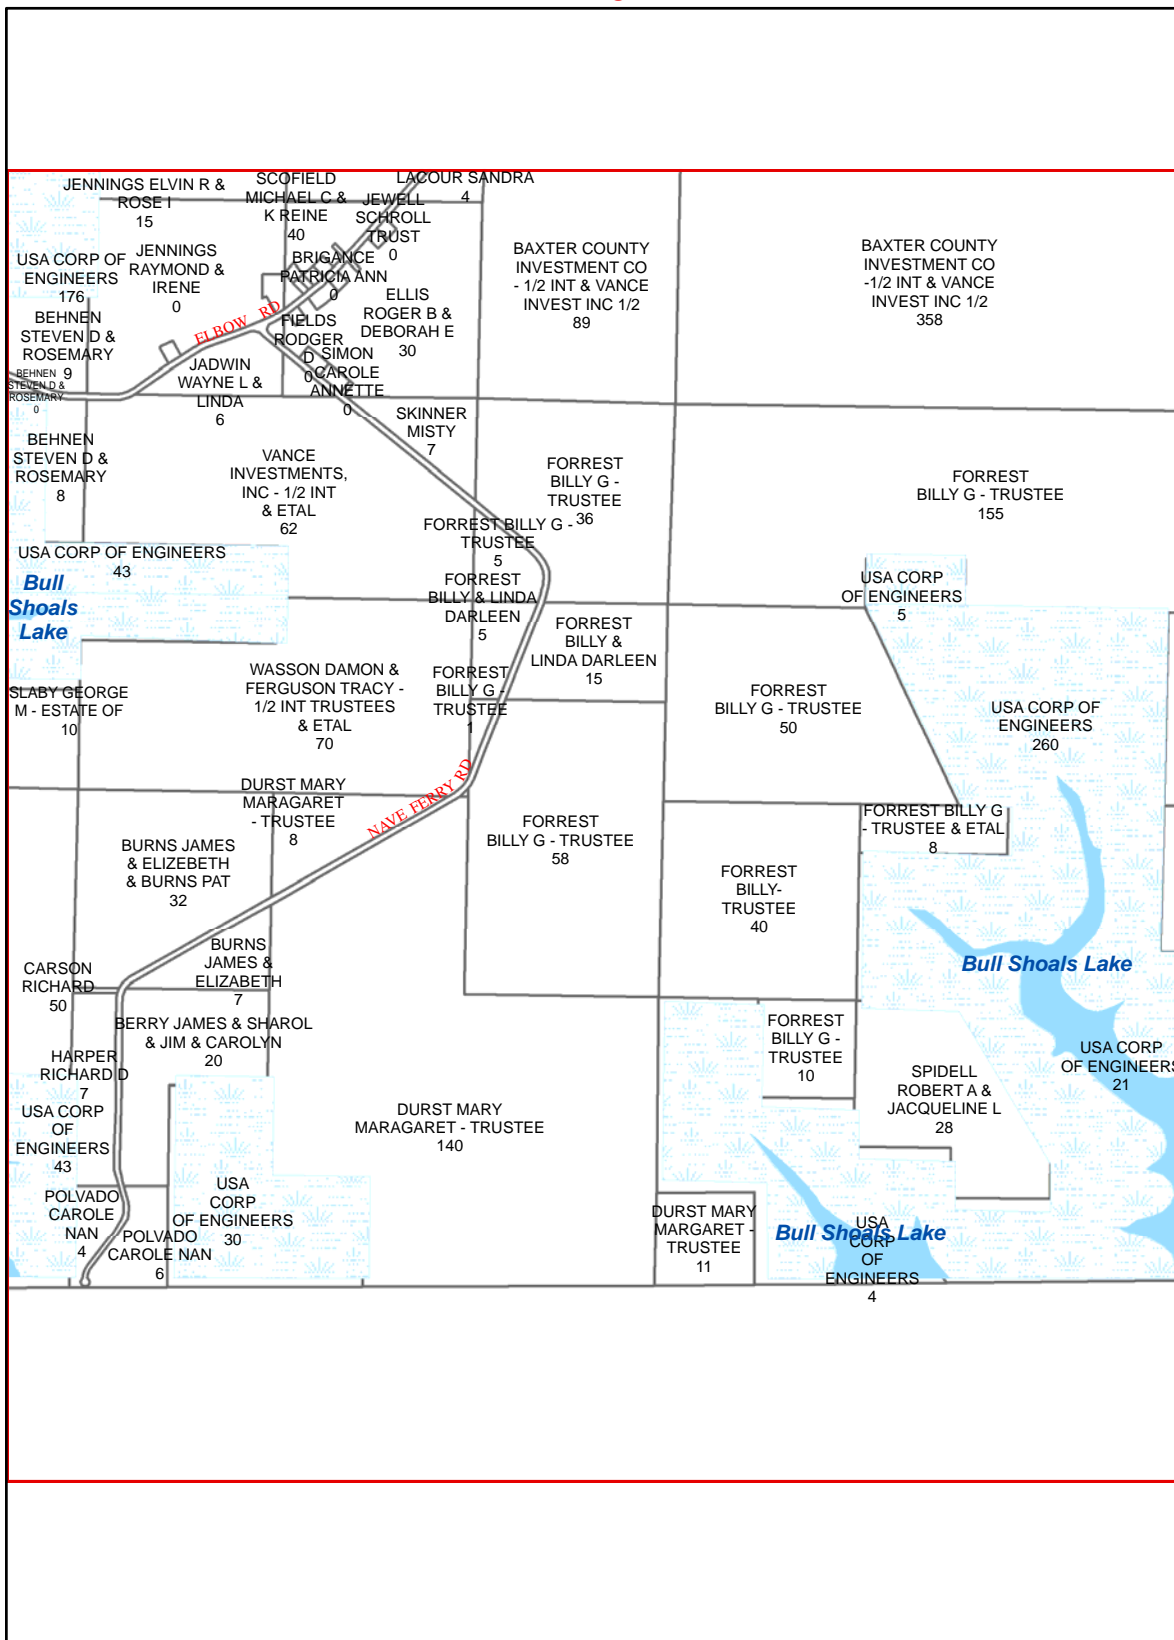 JENNINGS ELVIN R &
ROSE I
15
SCOFIELD
MICHAEL C &
K REINE
40
LACOUR SANDRA
4
JEWELL
SCHROLL
TRUST
0
USA CORP OF
ENGINEERS
176
JENNINGS
RAYMOND &
IRENE
0
BRIGANCE
PATRICIA ANN
0
ELLIS
ROGER B &
DEBORAH E
30
BAXTER COUNTY
INVESTMENT CO
- 1/2 INT & VANCE
INVEST INC 1/2
89
BAXTER COUNTY
INVESTMENT CO
-1/2 INT & VANCE
INVEST INC 1/2
358
BEHNEN
STEVEN D &
ROSEMARY
9
ELBOW RD
FIELDS
RODGER
D
0
SIMON
CAROLE
ANNETTE
0
BEHNEN
STEVEN D &
ROSEMARY
0
JADWIN
WAYNE L &
LINDA
6
SKINNER
MISTY
7
BEHNEN
STEVEN D &
ROSEMARY
8
VANCE
INVESTMENTS,
INC - 1/2 INT
& ETAL
62
FORREST
BILLY G -
TRUSTEE
36
FORREST
BILLY G - TRUSTEE
155
FORREST BILLY G -
TRUSTEE
5
USA CORP OF ENGINEERS
43
Bull
Shoals
Lake
FORREST
BILLY & LINDA
DARLEEN
5
USA CORP
OF ENGINEERS
5
FORREST
BILLY &
LINDA DARLEEN
15
SLABY GEORGE
M - ESTATE OF
10
WASSON DAMON &
FERGUSON TRACY -
1/2 INT TRUSTEES
& ETAL
70
FORREST
BILLY G -
TRUSTEE
1
FORREST
BILLY G - TRUSTEE
50
USA CORP OF
ENGINEERS
260
DURST MARY
MARAGARET
- TRUSTEE
8
NAVE FERRY RD
FORREST
BILLY G - TRUSTEE
58
FORREST BILLY G
- TRUSTEE & ETAL
8
BURNS JAMES
& ELIZEBETH
& BURNS PAT
32
FORREST
BILLY-
TRUSTEE
40
BURNS
JAMES &
ELIZABETH
7
Bull Shoals Lake
CARSON
RICHARD
50
BERRY JAMES & SHAROL
& JIM & CAROLYN
20
FORREST
BILLY G -
TRUSTEE
10
USA CORP
OF ENGINEERS
21
HARPER
RICHARD D
7
SPIDELL
ROBERT A &
JACQUELINE L
28
USA CORP
OF
ENGINEERS
43
DURST MARY
MARAGARET - TRUSTEE
140
USA
CORP
OF ENGINEERS
30
POLVADO
CAROLE
NAN
4
POLVADO
CAROLE NAN
6
DURST MARY
MARGARET -
TRUSTEE
11
Bull Shoals Lake
USA
CORP
OF
ENGINEERS
4